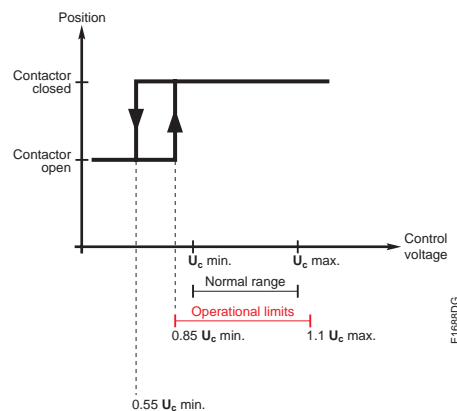 Position
Contactor
closed
Contactor
open
Control
voltage
Uc min.
Uc max.
Normal range
Operational limits
0.85 Uc min.
1.1 Uc max.
0.55 Uc min.
E1688DG